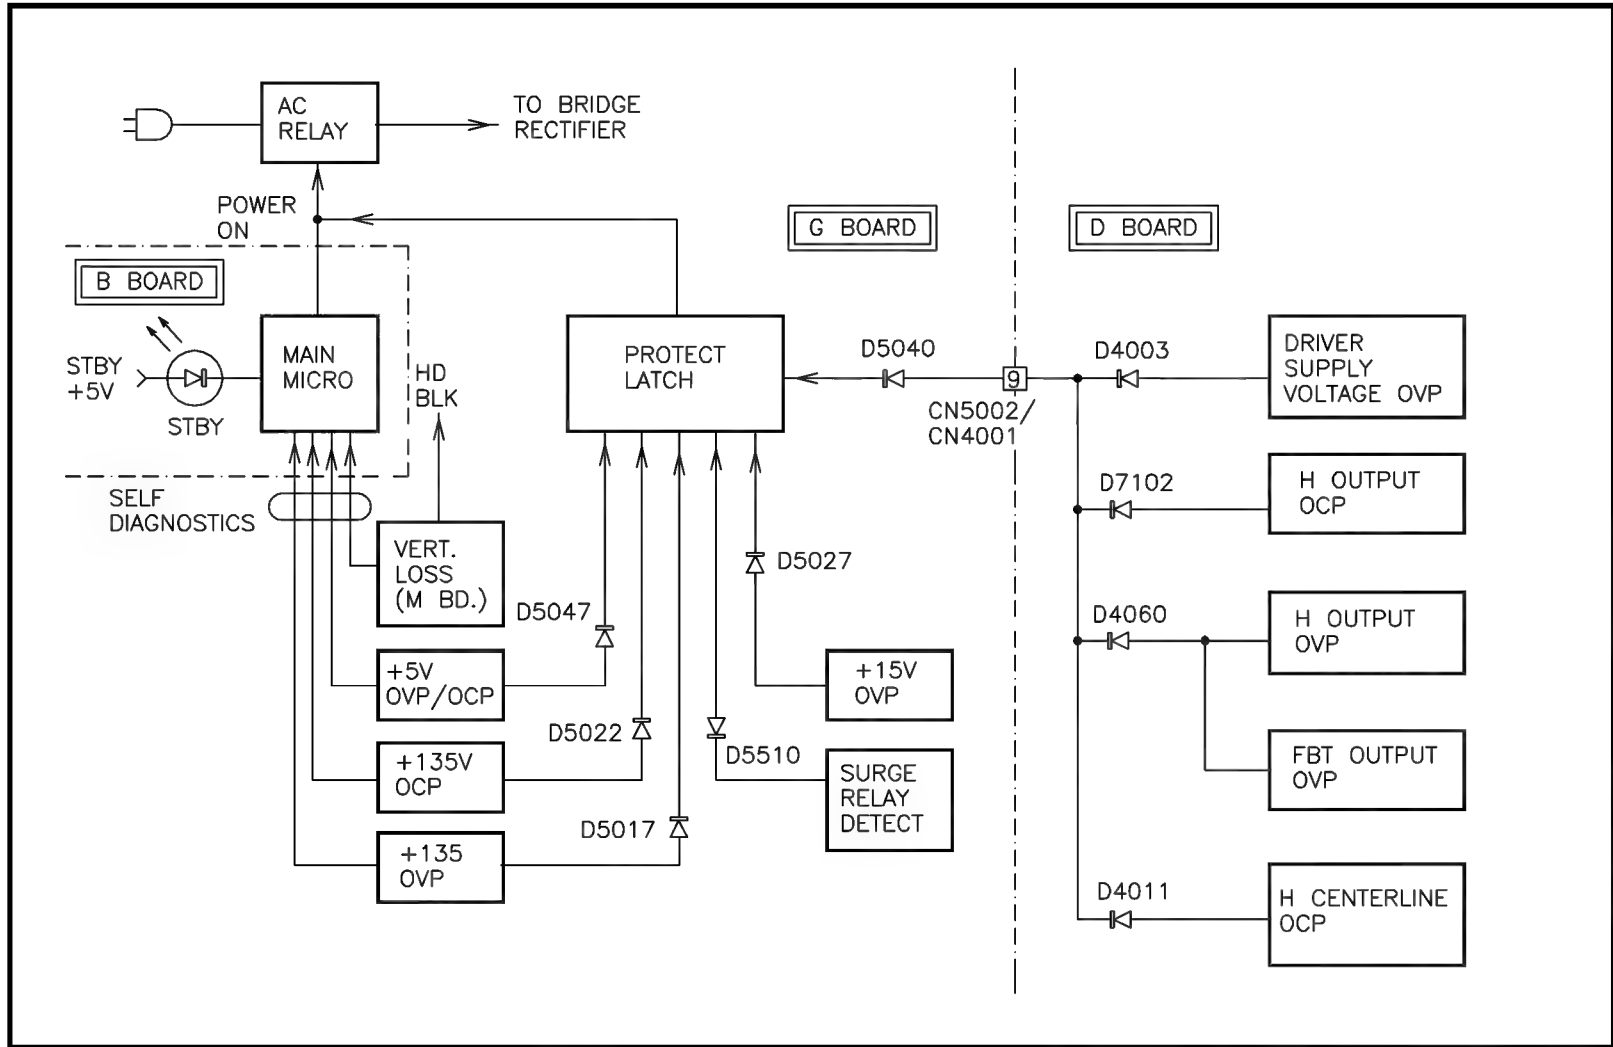 AC
RELAY
TO BRIDGE
RECTIFIER
POWER
ON
G BOARD
D BOARD
B BOARD
STBY
+5V
STBY
MAIN
MICRO
HD
BLK
PROTECT
LATCH
D5040
9
CN5002/
CN4001
D4003
DRIVER
SUPPLY
VOLTAGE OVP
SELF
DIAGNOSTICS
D7102
H OUTPUT
OCP
VERT.
LOSS
(M BD.)
D5047
D5027
D4060
H OUTPUT
OVP
+5V
OVP/OCP
+15V
OVP
D5022
D5510
+135V
OCP
SURGE
RELAY
DETECT
FBT OUTPUT
OVP
D5017
+135
OVP
D4011
H CENTERLINE
OCP